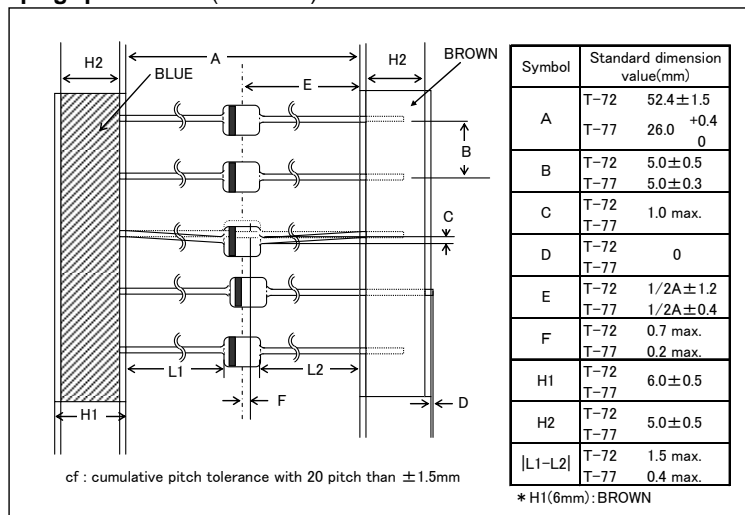 H2
A
H2
BROWN
BLUE
E
B
C
L1
L2
F
H1
D
cf : cumulative pitch tolerance with 20 pitch than ±1.5mm
Symbol Standard dimension value(mm)
A T-72 52.4±1.5
T-77 26.0 +0.4 0
B T-72 5.0±0.5
T-77 5.0±0.3
C T-72 1.0 max.
T-77
D T-72 0
T-77
E T-72 1/2A±1.2
T-77 1/2A±0.4
F T-72 0.7 max.
T-77 0.2 max.
H1 T-72 6.0±0.5
T-77
H2 T-72 5.0±0.5
T-77
|L1-L2| T-72 1.5 max.
T-77 0.4 max.
*H1(6mm):BROWN